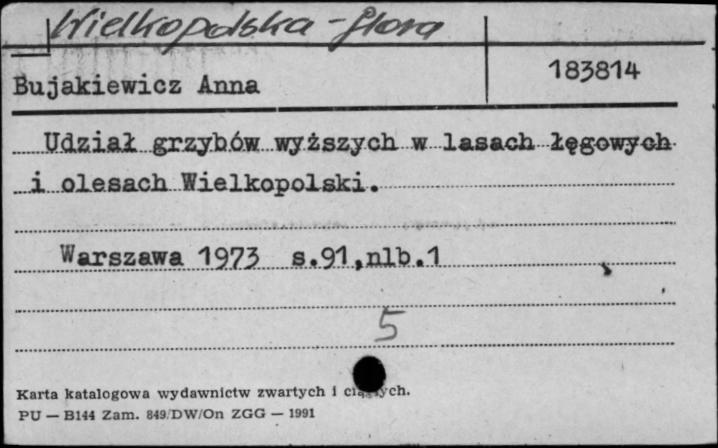 Wielkopolska - flora
183814
Bujakiewicz Anna
Udział grzybów wyższych w lasach łęgowych
i olesach Wielkopolski.
Warszawa 1973 s.91,nlb.1
5
Karta katalogowa wydawnictw zwartych i
PU — B144 Zam. 849/DW/On ZGG — 1991